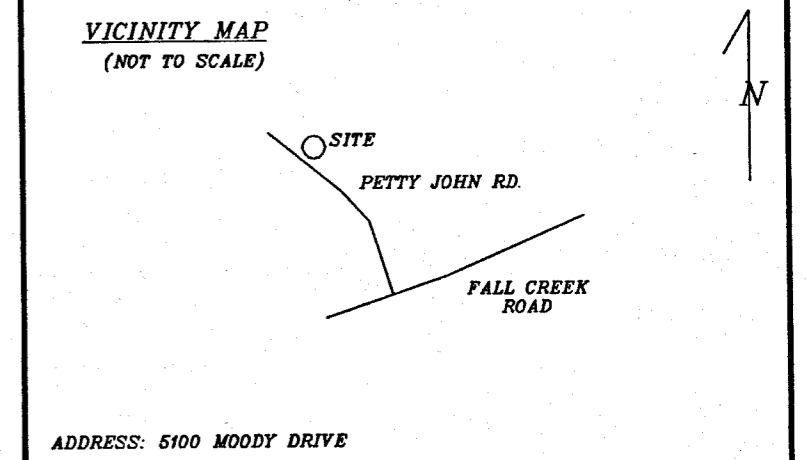 VICINITY MAP
(NOT TO SCALE)
N
SITE
PETTY JOHN RD.
FALL CREEK
ROAD
ADDRESS: 5100 MOODY DRIVE